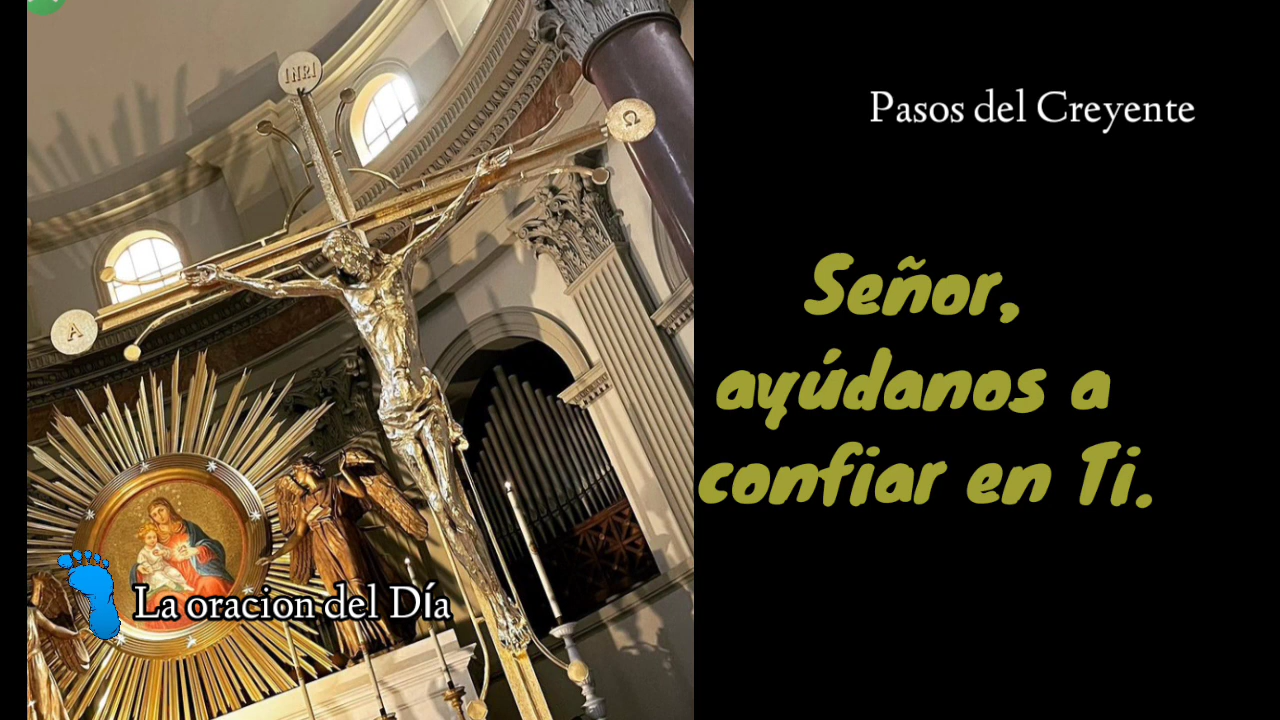 INRI
Ω
A
La oracion del Día
Pasos del Creyente
Señor,
ayúdanos a
confiar en Ti.